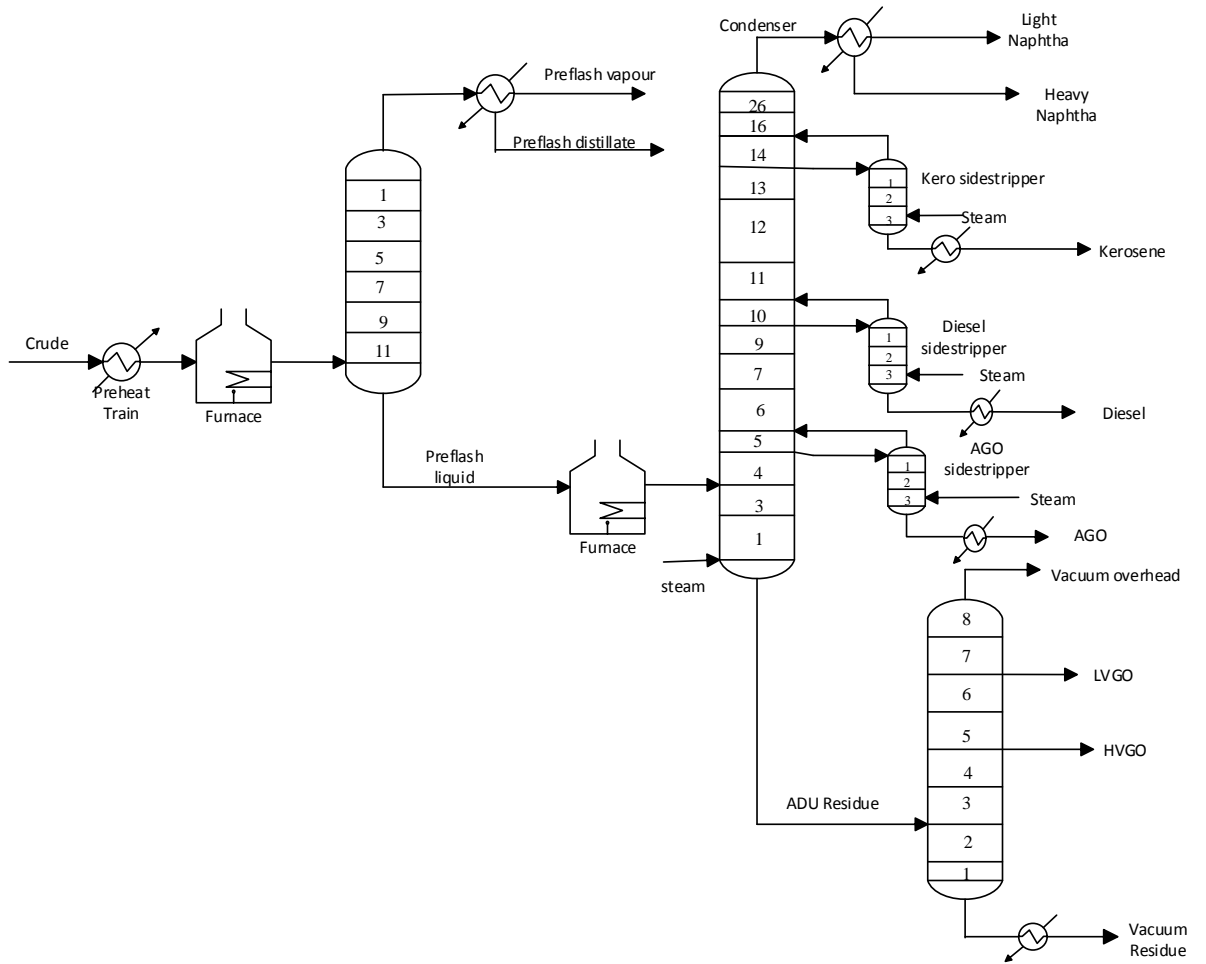 Condenser
Light
Naphtha
Heavy
Naphtha
Preflash vapour
Preflash distillate
1
3
5
7
9
11
Crude
Preheat
Train
Furnace
Preflash
liquid
Furnace
steam
26
16
14
13
12
11
10
9
7
6
5
4
3
1
1
2
3
Kero sidestripper
Steam
Kerosene
1
2
3
Diesel
sidestripper
Steam
Diesel
1
2
3
AGO
sidestripper
Steam
AGO
Vacuum overhead
8
7
6
5
4
3
2
1
LVGO
HVGO
ADU Residue
Vacuum
Residue